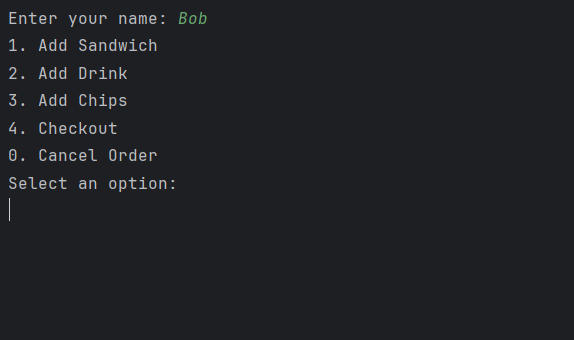 Enter your name: Bob
1. Add Sandwich
2. Add Drink
3. Add Chips
4. Checkout
0. Cancel Order
Select an option: